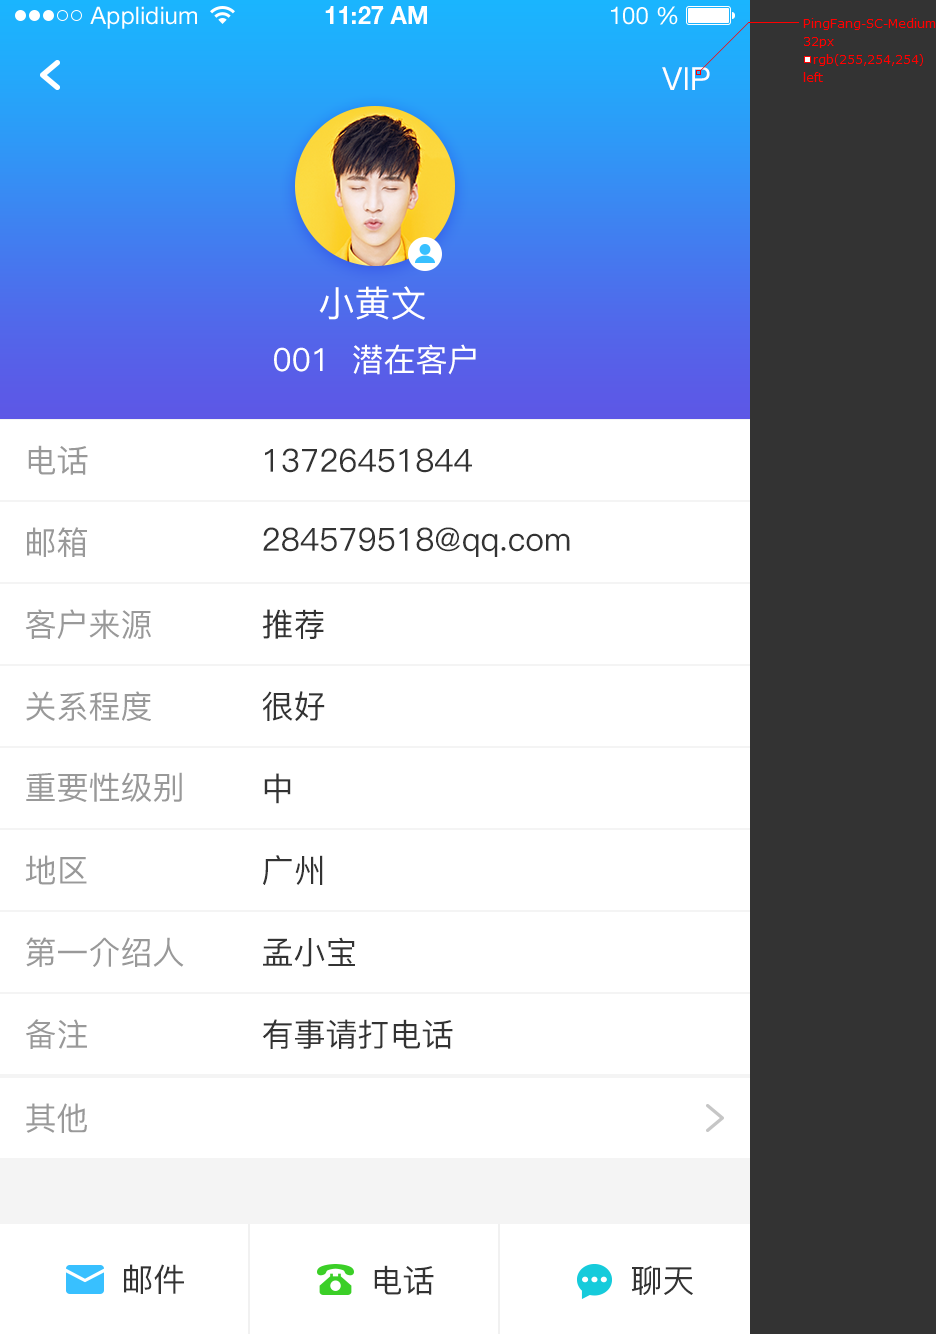 Applidium 11:27 AM 100 %
VIP
PingFang-SC-Medium
32px
rgb(255,254,254)
left
小黄文
001 潜在客户
电话 13726451844
邮箱 284579518@qq.com
客户来源 推荐
关系程度 很好
重要性级别 中
地区 广州
第一介绍人 孟小宝
备注 有事请打电话
其他
邮件 电话 聊天